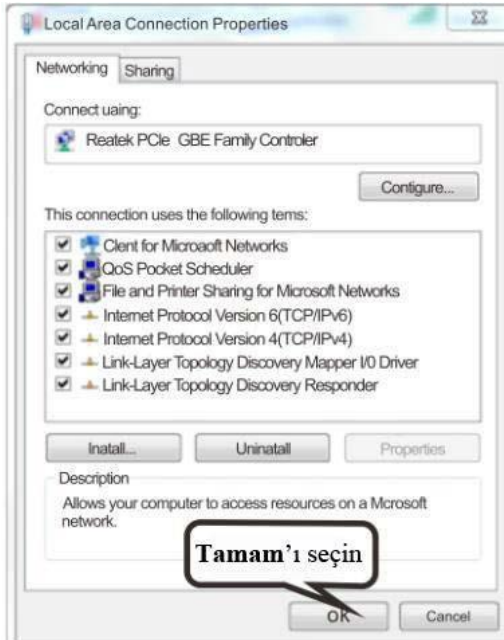 Local Area Connection Properties
Networking Sharing
Connect uaing:
Reatek PCle GBE Family Controler
Contigure...
This connection uses the following tems:
Clent for Microaoft Networks
QoS Pocket Scheduler
File and Printer Sharing for Microsoft Networks
Internet Protocol Version 6(TCP/IPv6)
Internet Protocol Version 4(TCP/IPv4)
Link-Layer Topology Discovery Mapper I/0 Driver
Link-Layer Topology Discovery Responder
Inatall... Uninatall Properties
Description
Allows your computer to access resources on a Mcrosoft
network.
Tamam'ı seçin
OK Cancel